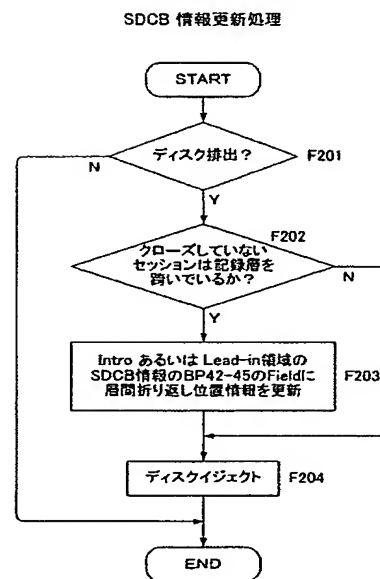 SDCB 情報更新処理
START
ディスク排出？
F201
N
Y
F202
クローズしていない
セッションは記録層を
跨いでいるか？
N
Y
Intro あるいは Lead-in領域の
SDCB情報のBP42-45のFieldに
層間折り返し位置情報を更新
F203
ディスクイジェクト
F204
END